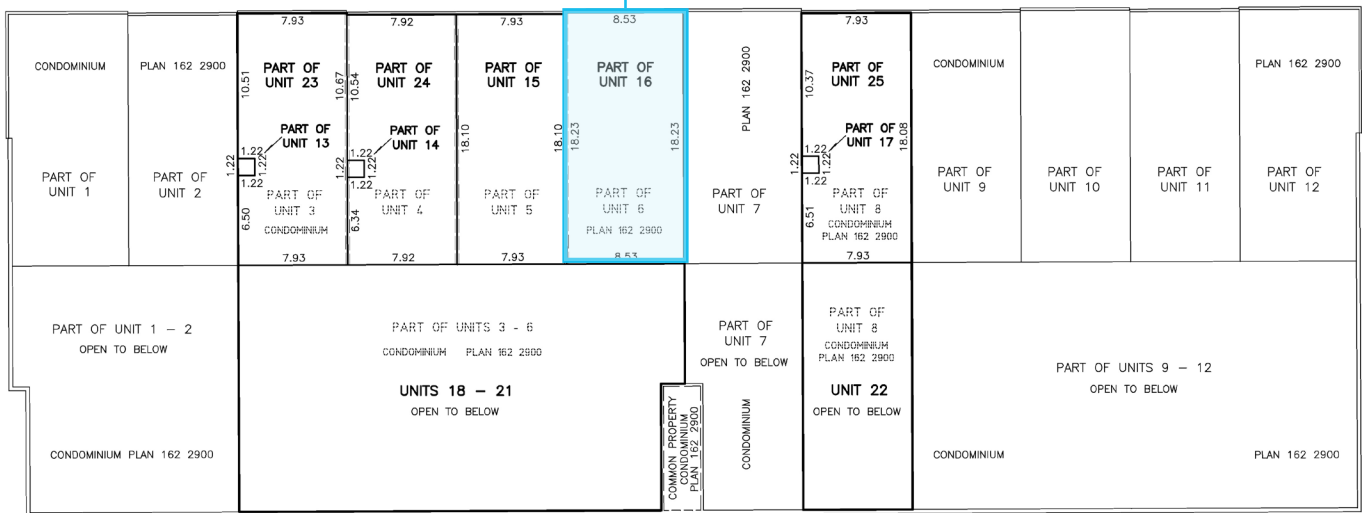 7.93
7.92
7.93
8.53
7.93
CONDOMINIUM
PLAN 162 2900
PART OF
UNIT 23
PART OF
UNIT 24
PART OF
UNIT 15
PART OF
UNIT 16
PLAN 162 2900
PART OF
UNIT 25
CONDOMINIUM
PLAN 162 2900
10.51
10.67
10.54
10.37
PART OF
UNIT 13
PART OF
UNIT 14
18.10
18.10
18.23
18.23
PART OF
UNIT 17
18.08
1.22
1.22
1.22
1.22
1.22
1.22
1.22
1.22
1.22
1.22
1.22
1.22
PART OF
UNIT 1
PART OF
UNIT 2
PART OF
UNIT 3
CONDOMINIUM
PART OF
UNIT 4
PART OF
UNIT 5
PART OF
UNIT 6
PLAN 162 2900
PART OF
UNIT 7
PART OF
UNIT 8
CONDOMINIUM
PLAN 162 2900
PART OF
UNIT 9
PART OF
UNIT 10
PART OF
UNIT 11
PART OF
UNIT 12
6.50
6.34
6.51
7.93
7.92
7.93
8.53
7.93
PART OF UNIT 1 – 2
OPEN TO BELOW
CONDOMINIUM PLAN 162 2900
PART OF UNITS 3 - 6
CONDOMINIUM PLAN 162 2900
UNITS 18 – 21
OPEN TO BELOW
COMMON PROPERTY
CONDOMINIUM
PLAN 162 2900
PART OF
UNIT 7
OPEN TO BELOW
CONDOMINIUM
PART OF
UNIT 8
CONDOMINIUM
PLAN 162 2900
UNIT 22
OPEN TO BELOW
PART OF UNITS 9 – 12
OPEN TO BELOW
CONDOMINIUM
PLAN 162 2900